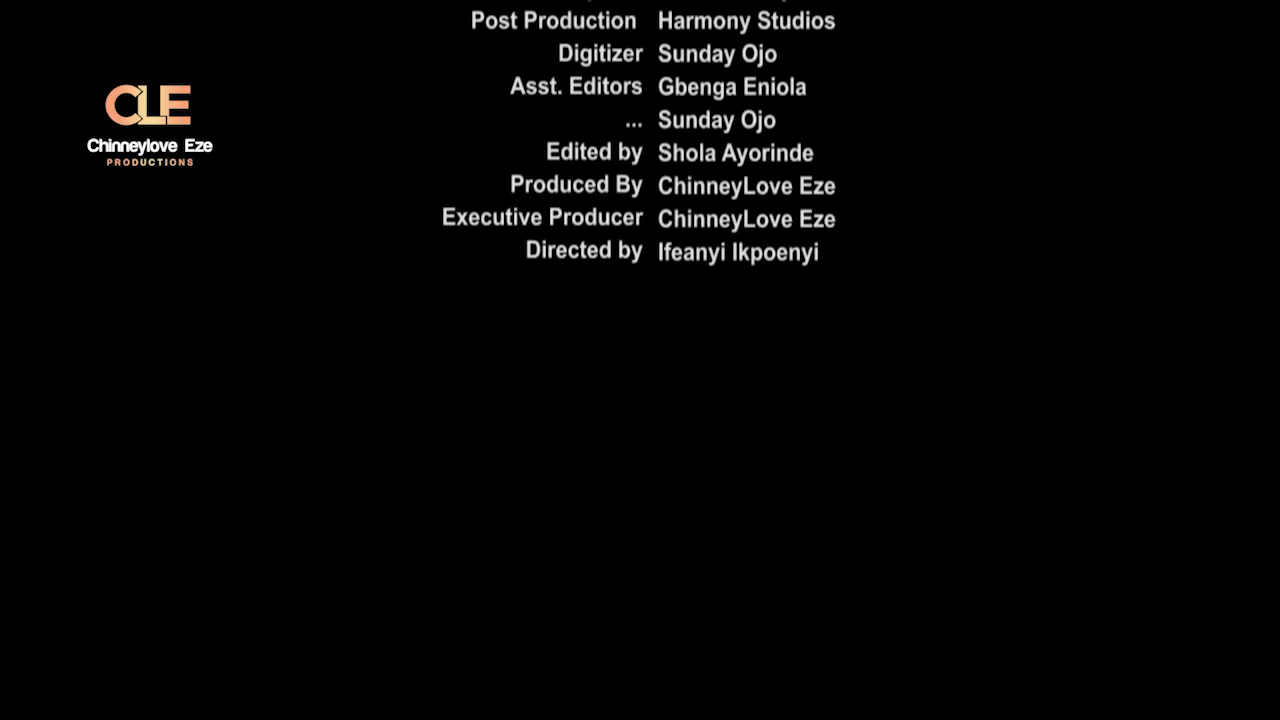 Post Production Harmony Studios
Digitizer Sunday Ojo
Asst. Editors Gbenga Eniola
... Sunday Ojo
Edited by Shola Ayorinde
Produced By ChinneyLove Eze
Executive Producer ChinneyLove Eze
Directed by Ifeanyi Ikpoenyi
CLE
Chinneylove Eze
PRODUCTIONS